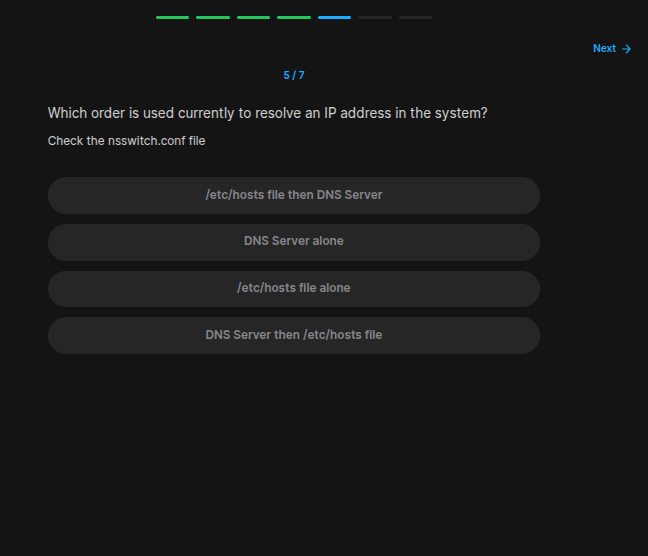 Next →
5 / 7
Which order is used currently to resolve an IP address in the system?
Check the nsswitch.conf file
/etc/hosts file then DNS Server
DNS Server alone
/etc/hosts file alone
DNS Server then /etc/hosts file